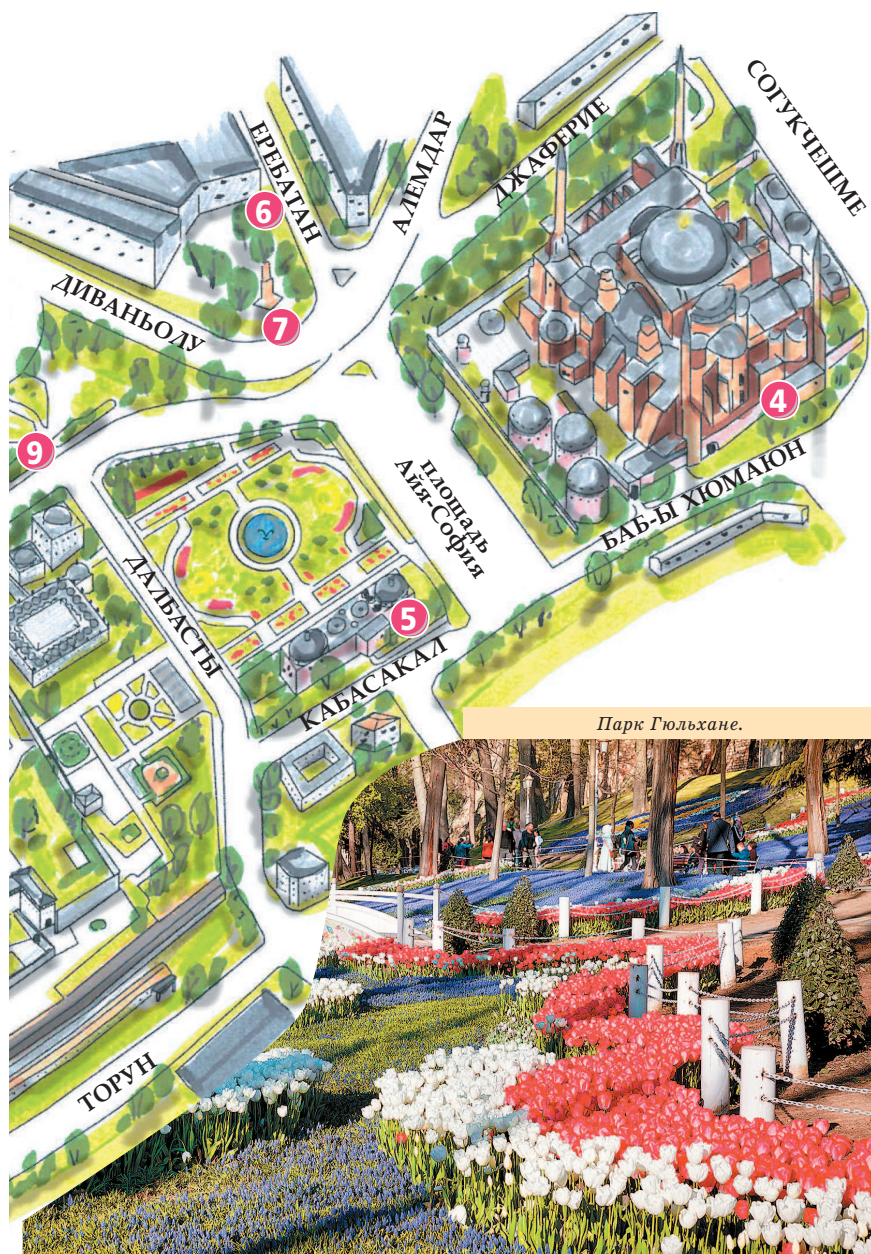 СОГУКЧЕШМЕ
ДЖАФЕРИЕ
АЛЕМДАР
ЕРЕБАТАН
6
ДИВАНЬОЛУ
7
4
9
ПЛОЩАДЬ
АЙЯ-СОФИЯ
БАБ-Ы ХЮМАЮН
ДАЛБАСТЫ
5
КАБАСАКАЛ
Парк Гюльхане.
ТОРУН